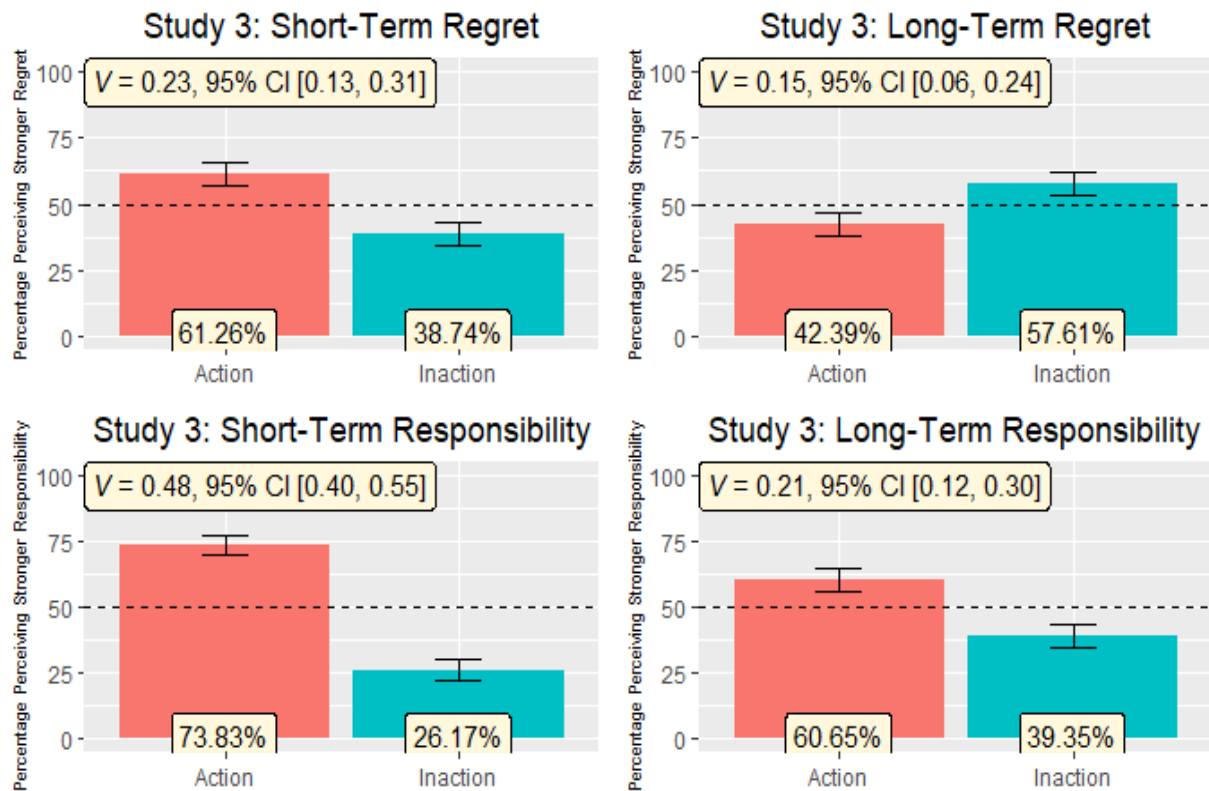 Study 3: Short-Term Regret
Percentage Perceiving Stronger Regret
V = 0.23, 95% CI [0.13, 0.31]
100
75
50
25
0
61.26%
38.74%
Action
Inaction
Study 3: Long-Term Regret
Percentage Perceiving Stronger Regret
V = 0.15, 95% CI [0.06, 0.24]
100
75
50
25
0
42.39%
57.61%
Action
Inaction
Study 3: Short-Term Responsibility
Percentage Perceiving Stronger Responsibility
V = 0.48, 95% CI [0.40, 0.55]
100
75
50
25
0
73.83%
26.17%
Action
Inaction
Study 3: Long-Term Responsibility
Percentage Perceiving Stronger Responsibility
V = 0.21, 95% CI [0.12, 0.30]
100
75
50
25
0
60.65%
39.35%
Action
Inaction